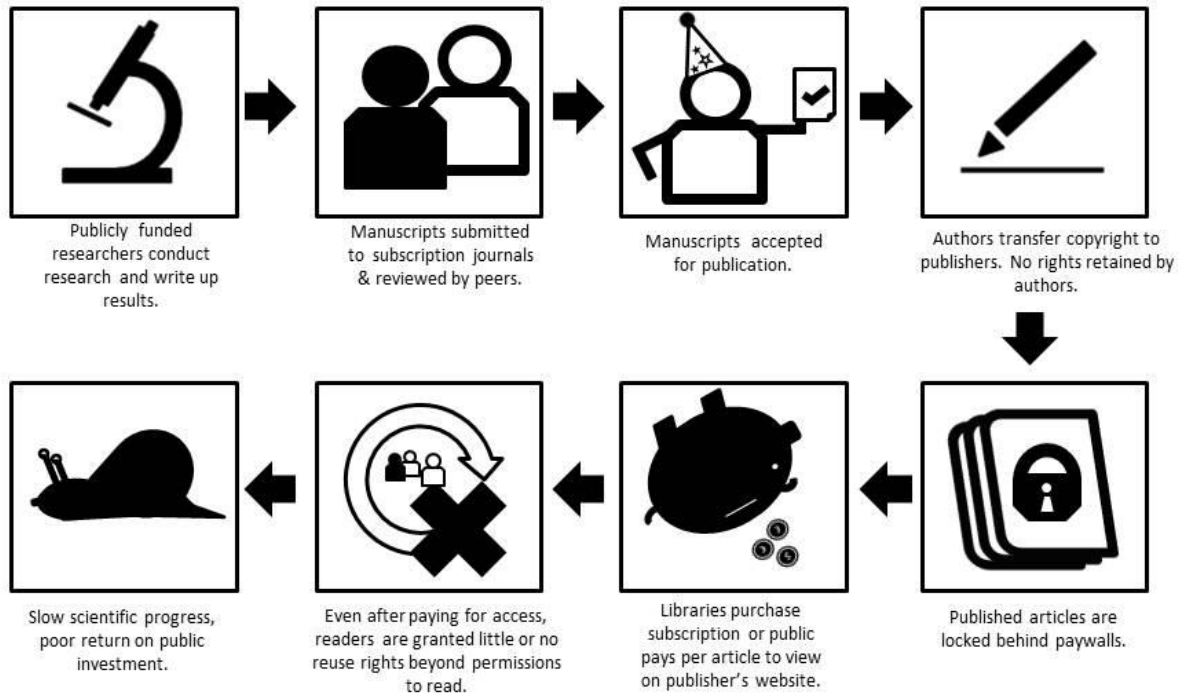 Publicly funded
researchers conduct
research and write up
results.
Manuscripts submitted
to subscription journals
& reviewed by peers.
Manuscripts accepted
for publication.
Authors transfer copyright to
publishers. No rights retained by
authors.
Published articles are
locked behind paywalls.
Libraries purchase
subscription or public
pays per article to view
on publisher’s website.
Even after paying for access,
readers are granted little or no
reuse rights beyond permissions
to read.
Slow scientific progress,
poor return on public
investment.